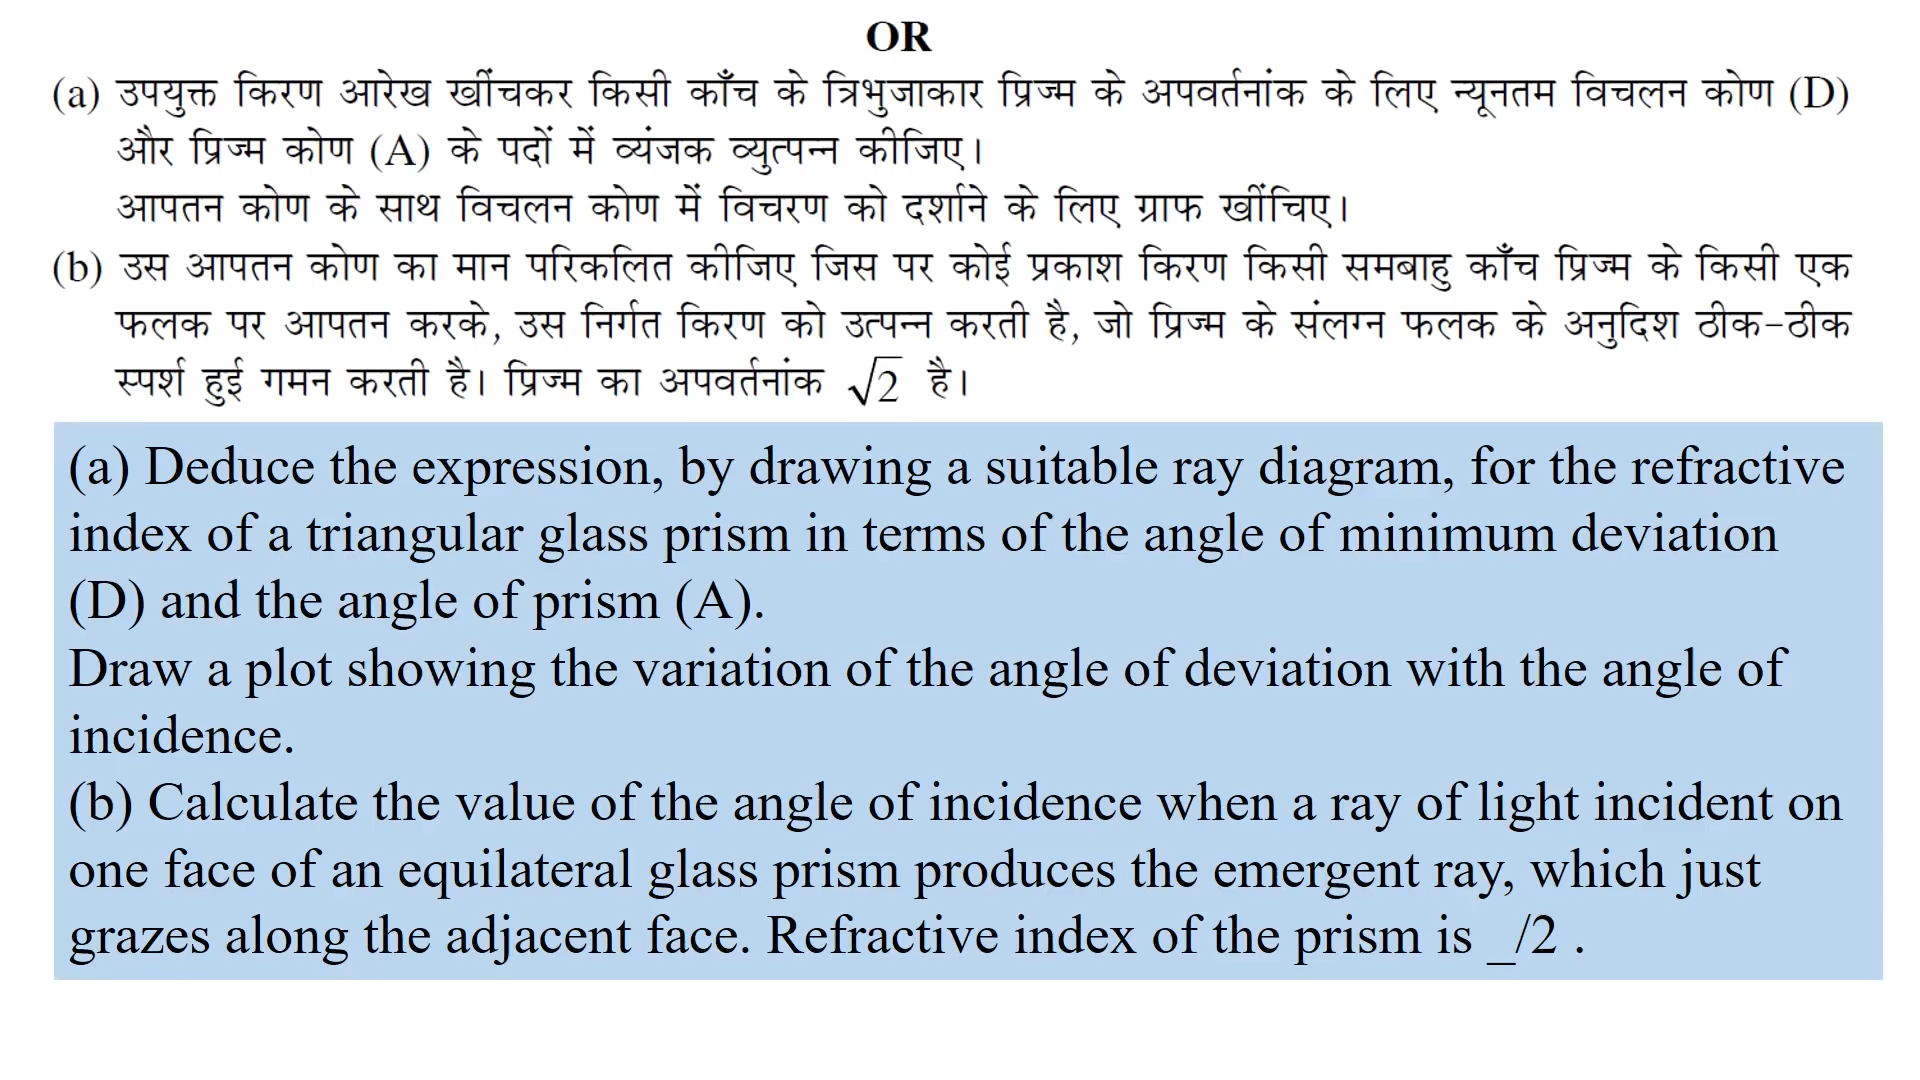 OR
(a) उपयुक्त किरण आरेख खींचकर किसी काँच के त्रिभुजाकार प्रिज्म के अपवर्तनांक के लिए न्यूनतम विचलन कोण (D)
और प्रिज्म कोण (A) के पदों में व्यंजक व्युत्पन्न कीजिए।
आपतन कोण के साथ विचलन कोण में विचरण को दर्शाने के लिए ग्राफ खींचिए।
(b) उस आपतन कोण का मान परिकलित कीजिए जिस पर कोई प्रकाश किरण किसी समबाहु काँच प्रिज्म के किसी एक
फलक पर आपतन करके, उस निर्गत किरण को उत्पन्न करती है, जो प्रिज्म के संलग्न फलक के अनुदिश ठीक-ठीक
स्पर्श हुई गमन करती है। प्रिज्म का अपवर्तनांक √2 है।
(a) Deduce the expression, by drawing a suitable ray diagram, for the refractive
index of a triangular glass prism in terms of the angle of minimum deviation
(D) and the angle of prism (A).
Draw a plot showing the variation of the angle of deviation with the angle of
incidence.
(b) Calculate the value of the angle of incidence when a ray of light incident on
one face of an equilateral glass prism produces the emergent ray, which just
grazes along the adjacent face. Refractive index of the prism is _/2 .